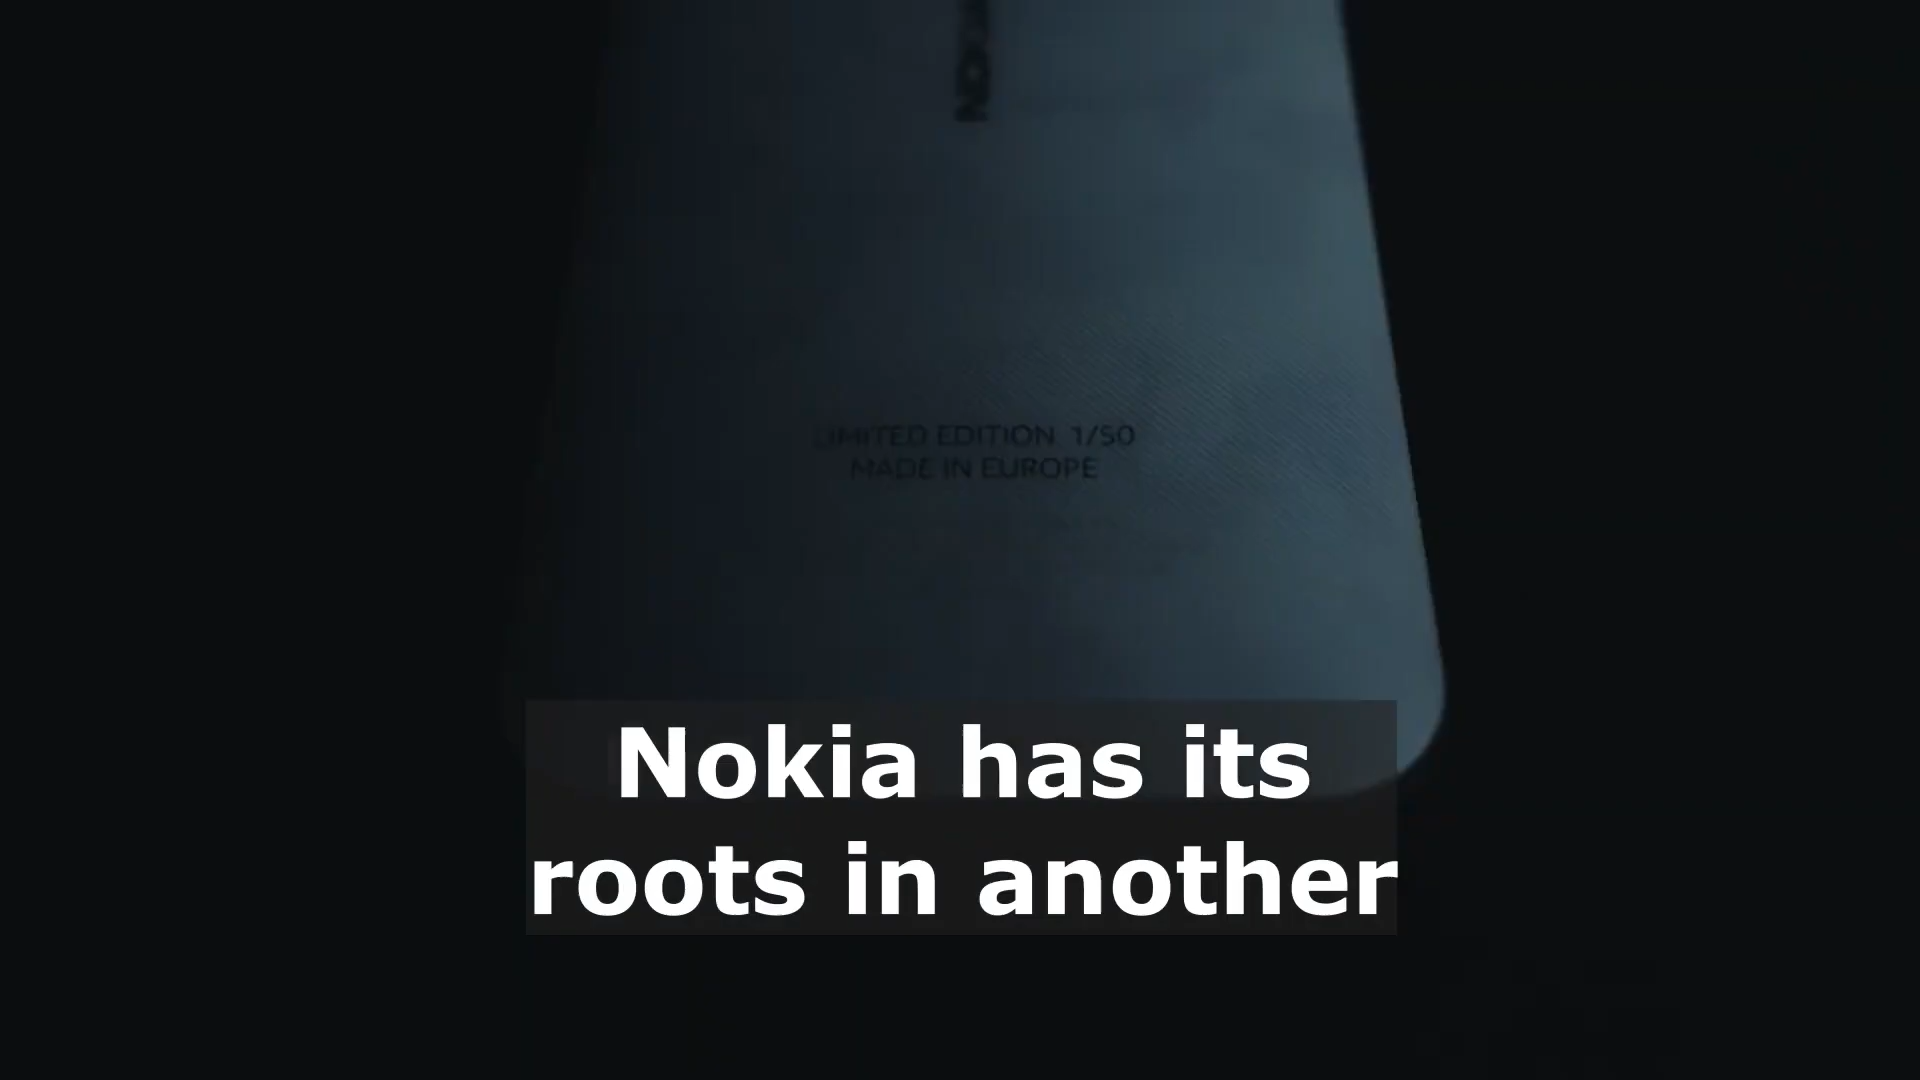 LIMITED EDITION 1/50
MADE IN EUROPE
Nokia has its
roots in another